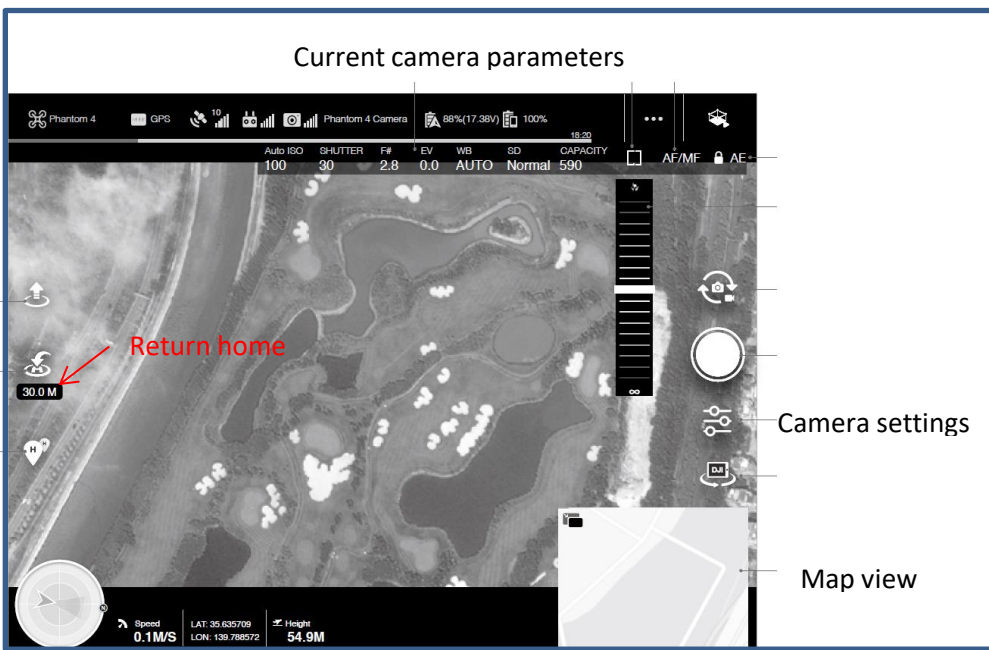 Current camera parameters
Phantom 4 GPS 10 Phantom 4 Camera 88%(17.38V) 100% •••
18:20
Auto ISO SHUTTER F# EV WB SD CAPACITY
100 30 2.8 0.0 AUTO Normal 590
AF/MF AE
Return home
30.0 M
H H
∞
Camera settings
DJI
Map view
N
Speed LAT: 35.635709 Height
0.1M/S LON: 139.788572 54.9M